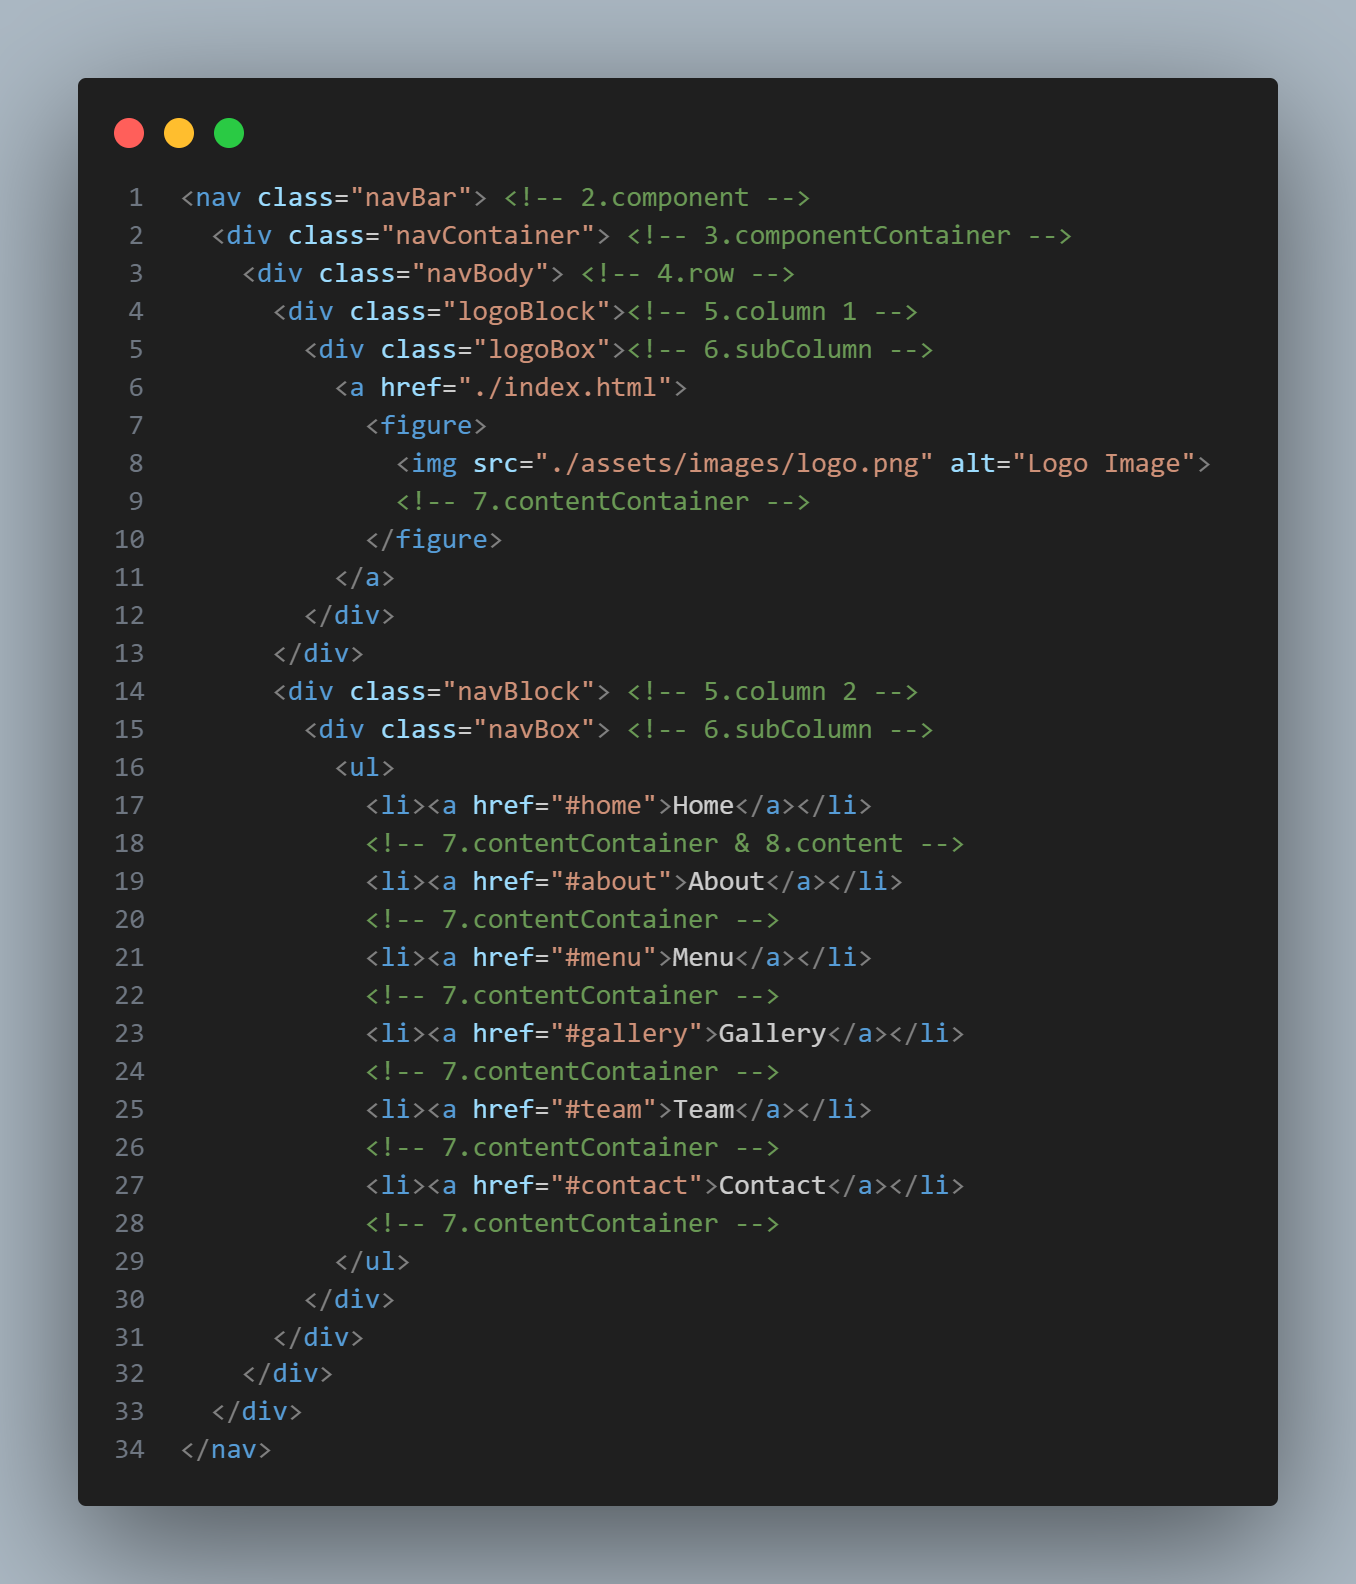 1 <nav class="navBar"> <!-- 2.component -->
2   <div class="navContainer"> <!-- 3.componentContainer -->
3     <div class="navBody"> <!-- 4.row -->
4       <div class="logoBlock"><!-- 5.column 1 -->
5         <div class="logoBox"><!-- 6.subColumn -->
6           <a href="./index.html">
7             <figure>
8               <img src="./assets/images/logo.png" alt="Logo Image">
9               <!-- 7.contentContainer -->
10             </figure>
11           </a>
12         </div>
13       </div>
14       <div class="navBlock"> <!-- 5.column 2 -->
15         <div class="navBox"> <!-- 6.subColumn -->
16           <ul>
17             <li><a href="#home">Home</a></li>
18             <!-- 7.contentContainer & 8.content -->
19             <li><a href="#about">About</a></li>
20             <!-- 7.contentContainer -->
21             <li><a href="#menu">Menu</a></li>
22             <!-- 7.contentContainer -->
23             <li><a href="#gallery">Gallery</a></li>
24             <!-- 7.contentContainer -->
25             <li><a href="#team">Team</a></li>
26             <!-- 7.contentContainer -->
27             <li><a href="#contact">Contact</a></li>
28             <!-- 7.contentContainer -->
29           </ul>
30         </div>
31       </div>
32     </div>
33   </div>
34 </nav>